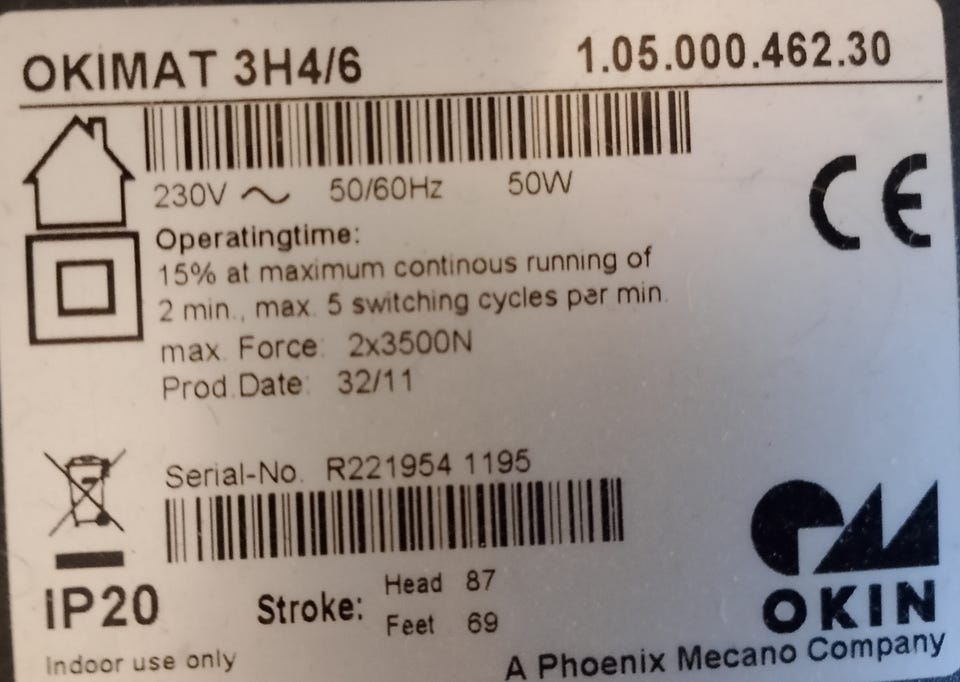 OKIMAT 3H4/6 1.05.000.462.30
230V ~ 50/60Hz 50W
CE
Operatingtime:
15% at maximum continous running of
2 min., max. 5 switching cycles per min.
max. Force: 2x3500N
Prod.Date: 32/11
Serial-No. R221954 1195
IP20
Stroke: Head 87
Feet 69
Indoor use only
OKIN
A Phoenix Mecano Company